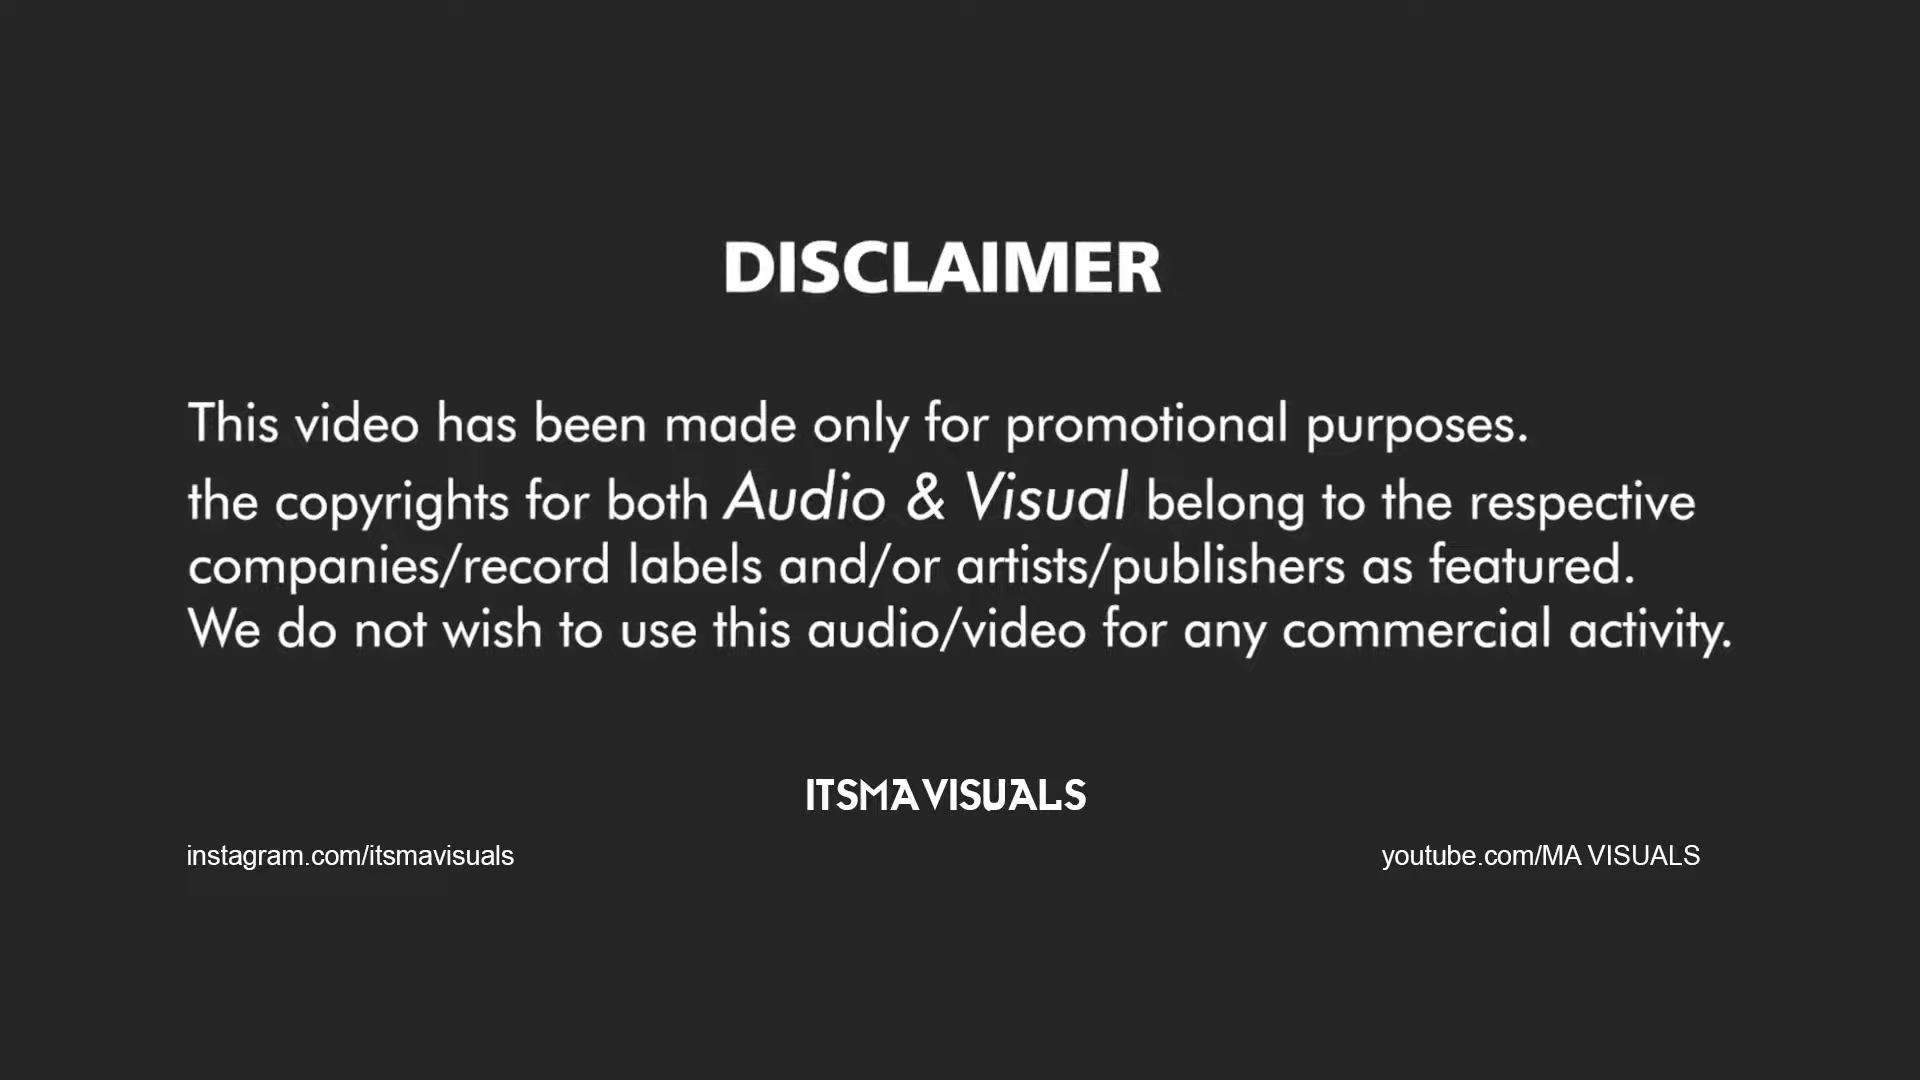 DISCLAIMER
This video has been made only for promotional purposes.
the copyrights for both Audio & Visual belong to the respective
companies/record labels and/or artists/publishers as featured.
We do not wish to use this audio/video for any commercial activity.
ITSMAVISUALS
instagram.com/itsmavisuals
youtube.com/MA VISUALS